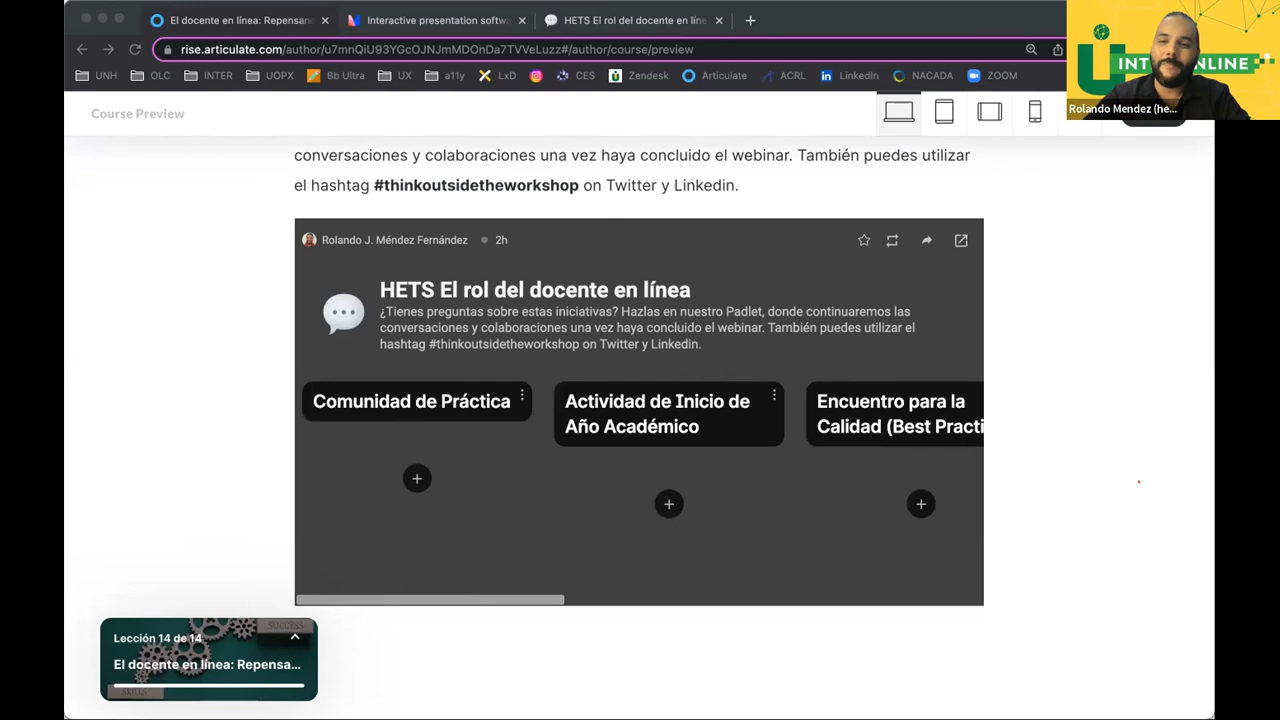 El docente en línea: Repensand
Interactive presentation softwa
HETS El rol del docente en líne
rise.articulate.com/author/u7mnQiU93YGcOJNJmMDOnDa7TVVeLuzz#/author/course/preview
UNH
OLC
INTER
UOPX
Bb Ultra
UX
a11y
LxD
CES
Zendesk
Articulate
ACRL
LinkedIn
NACADA
ZOOM
Rolando Mendez (he...
Course Preview
conversaciones y colaboraciones una vez haya concluido el webinar. También puedes utilizar
el hashtag #thinkoutsidetheworkshop on Twitter y Linkedin.
Rolando J. Méndez Fernández 2h
HETS El rol del docente en línea
¿Tienes preguntas sobre estas iniciativas? Hazlas en nuestro Padlet, donde continuaremos las
conversaciones y colaboraciones una vez haya concluido el webinar. También puedes utilizar el
hashtag #thinkoutsidetheworkshop on Twitter y Linkedin.
Comunidad de Práctica
Actividad de Inicio de
Año Académico
Encuentro para la
Calidad (Best Practi
Lección 14 de 14
El docente en línea: Repensa...
SUCCESS
SKILLS